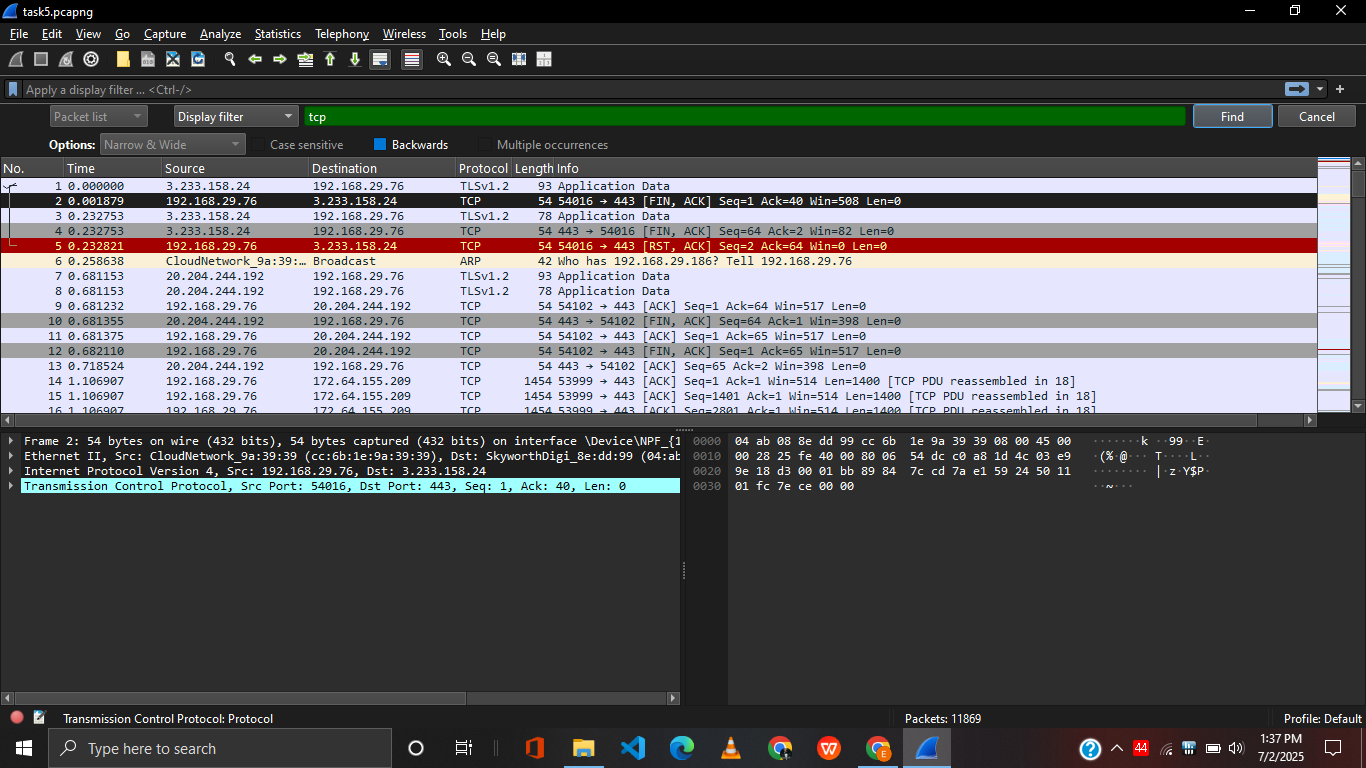 task5.pcapng
File Edit View Go Capture Analyze Statistics Telephony Wireless Tools Help
Apply a display filter ... <Ctrl-/>
Packet list Display filter tcp Find Cancel
Options: Narrow & Wide Case sensitive Backwards Multiple occurrences
No. Time Source Destination Protocol Length Info
1 0.000000 3.233.158.24 192.168.29.76 TLSv1.2 93 Application Data
2 0.001879 192.168.29.76 3.233.158.24 TCP 54 54016 → 443 [FIN, ACK] Seq=1 Ack=40 Win=508 Len=0
3 0.232753 3.233.158.24 192.168.29.76 TLSv1.2 78 Application Data
4 0.232753 3.233.158.24 192.168.29.76 TCP 54 443 → 54016 [FIN, ACK] Seq=64 Ack=2 Win=82 Len=0
5 0.232821 192.168.29.76 3.233.158.24 TCP 54 54016 → 443 [RST, ACK] Seq=2 Ack=64 Win=0 Len=0
6 0.258638 CloudNetwork_9a:39:… Broadcast ARP 42 Who has 192.168.29.186? Tell 192.168.29.76
7 0.681153 20.204.244.192 192.168.29.76 TLSv1.2 93 Application Data
8 0.681153 20.204.244.192 192.168.29.76 TLSv1.2 78 Application Data
9 0.681232 192.168.29.76 20.204.244.192 TCP 54 54102 → 443 [ACK] Seq=1 Ack=64 Win=517 Len=0
10 0.681355 20.204.244.192 192.168.29.76 TCP 54 443 → 54102 [FIN, ACK] Seq=64 Ack=1 Win=398 Len=0
11 0.681375 192.168.29.76 20.204.244.192 TCP 54 54102 → 443 [ACK] Seq=1 Ack=65 Win=517 Len=0
12 0.682110 192.168.29.76 20.204.244.192 TCP 54 54102 → 443 [FIN, ACK] Seq=1 Ack=65 Win=517 Len=0
13 0.718524 20.204.244.192 192.168.29.76 TCP 54 443 → 54102 [ACK] Seq=65 Ack=2 Win=398 Len=0
14 1.106907 192.168.29.76 172.64.155.209 TCP 1454 53999 → 443 [ACK] Seq=1 Ack=1 Win=514 Len=1400 [TCP PDU reassembled in 18]
15 1.106907 192.168.29.76 172.64.155.209 TCP 1454 53999 → 443 [ACK] Seq=1401 Ack=1 Win=514 Len=1400 [TCP PDU reassembled in 18]
16 1.106907 192.168.29.76 172.64.155.209 TCP 1454 53999 → 443 [ACK] Seq=2801 Ack=1 Win=514 Len=1400 [TCP PDU reassembled in 18]
Frame 2: 54 bytes on wire (432 bits), 54 bytes captured (432 bits) on interface \Device\NPF_{1
Ethernet II, Src: CloudNetwork_9a:39:39 (cc:6b:1e:9a:39:39), Dst: SkyworthDigi_8e:dd:99 (04:ab
Internet Protocol Version 4, Src: 192.168.29.76, Dst: 3.233.158.24
Transmission Control Protocol, Src Port: 54016, Dst Port: 443, Seq: 1, Ack: 40, Len: 0
0000 04 ab 08 8e dd 99 cc 6b 1e 9a 39 39 08 00 45 00 ·······k ··99··E·
0010 00 28 25 fe 40 00 80 06 54 dc c0 a8 1d 4c 03 e9 ·(%·@··· T····L··
0020 9e 18 d3 00 01 bb 89 84 7c cd 7a e1 59 24 50 11 ········ |·z·Y$P·
0030 01 fc 7e ce 00 00 ··~···
Transmission Control Protocol: Protocol Packets: 11869 Profile: Default
Type here to search
44
1:37 PM
7/2/2025